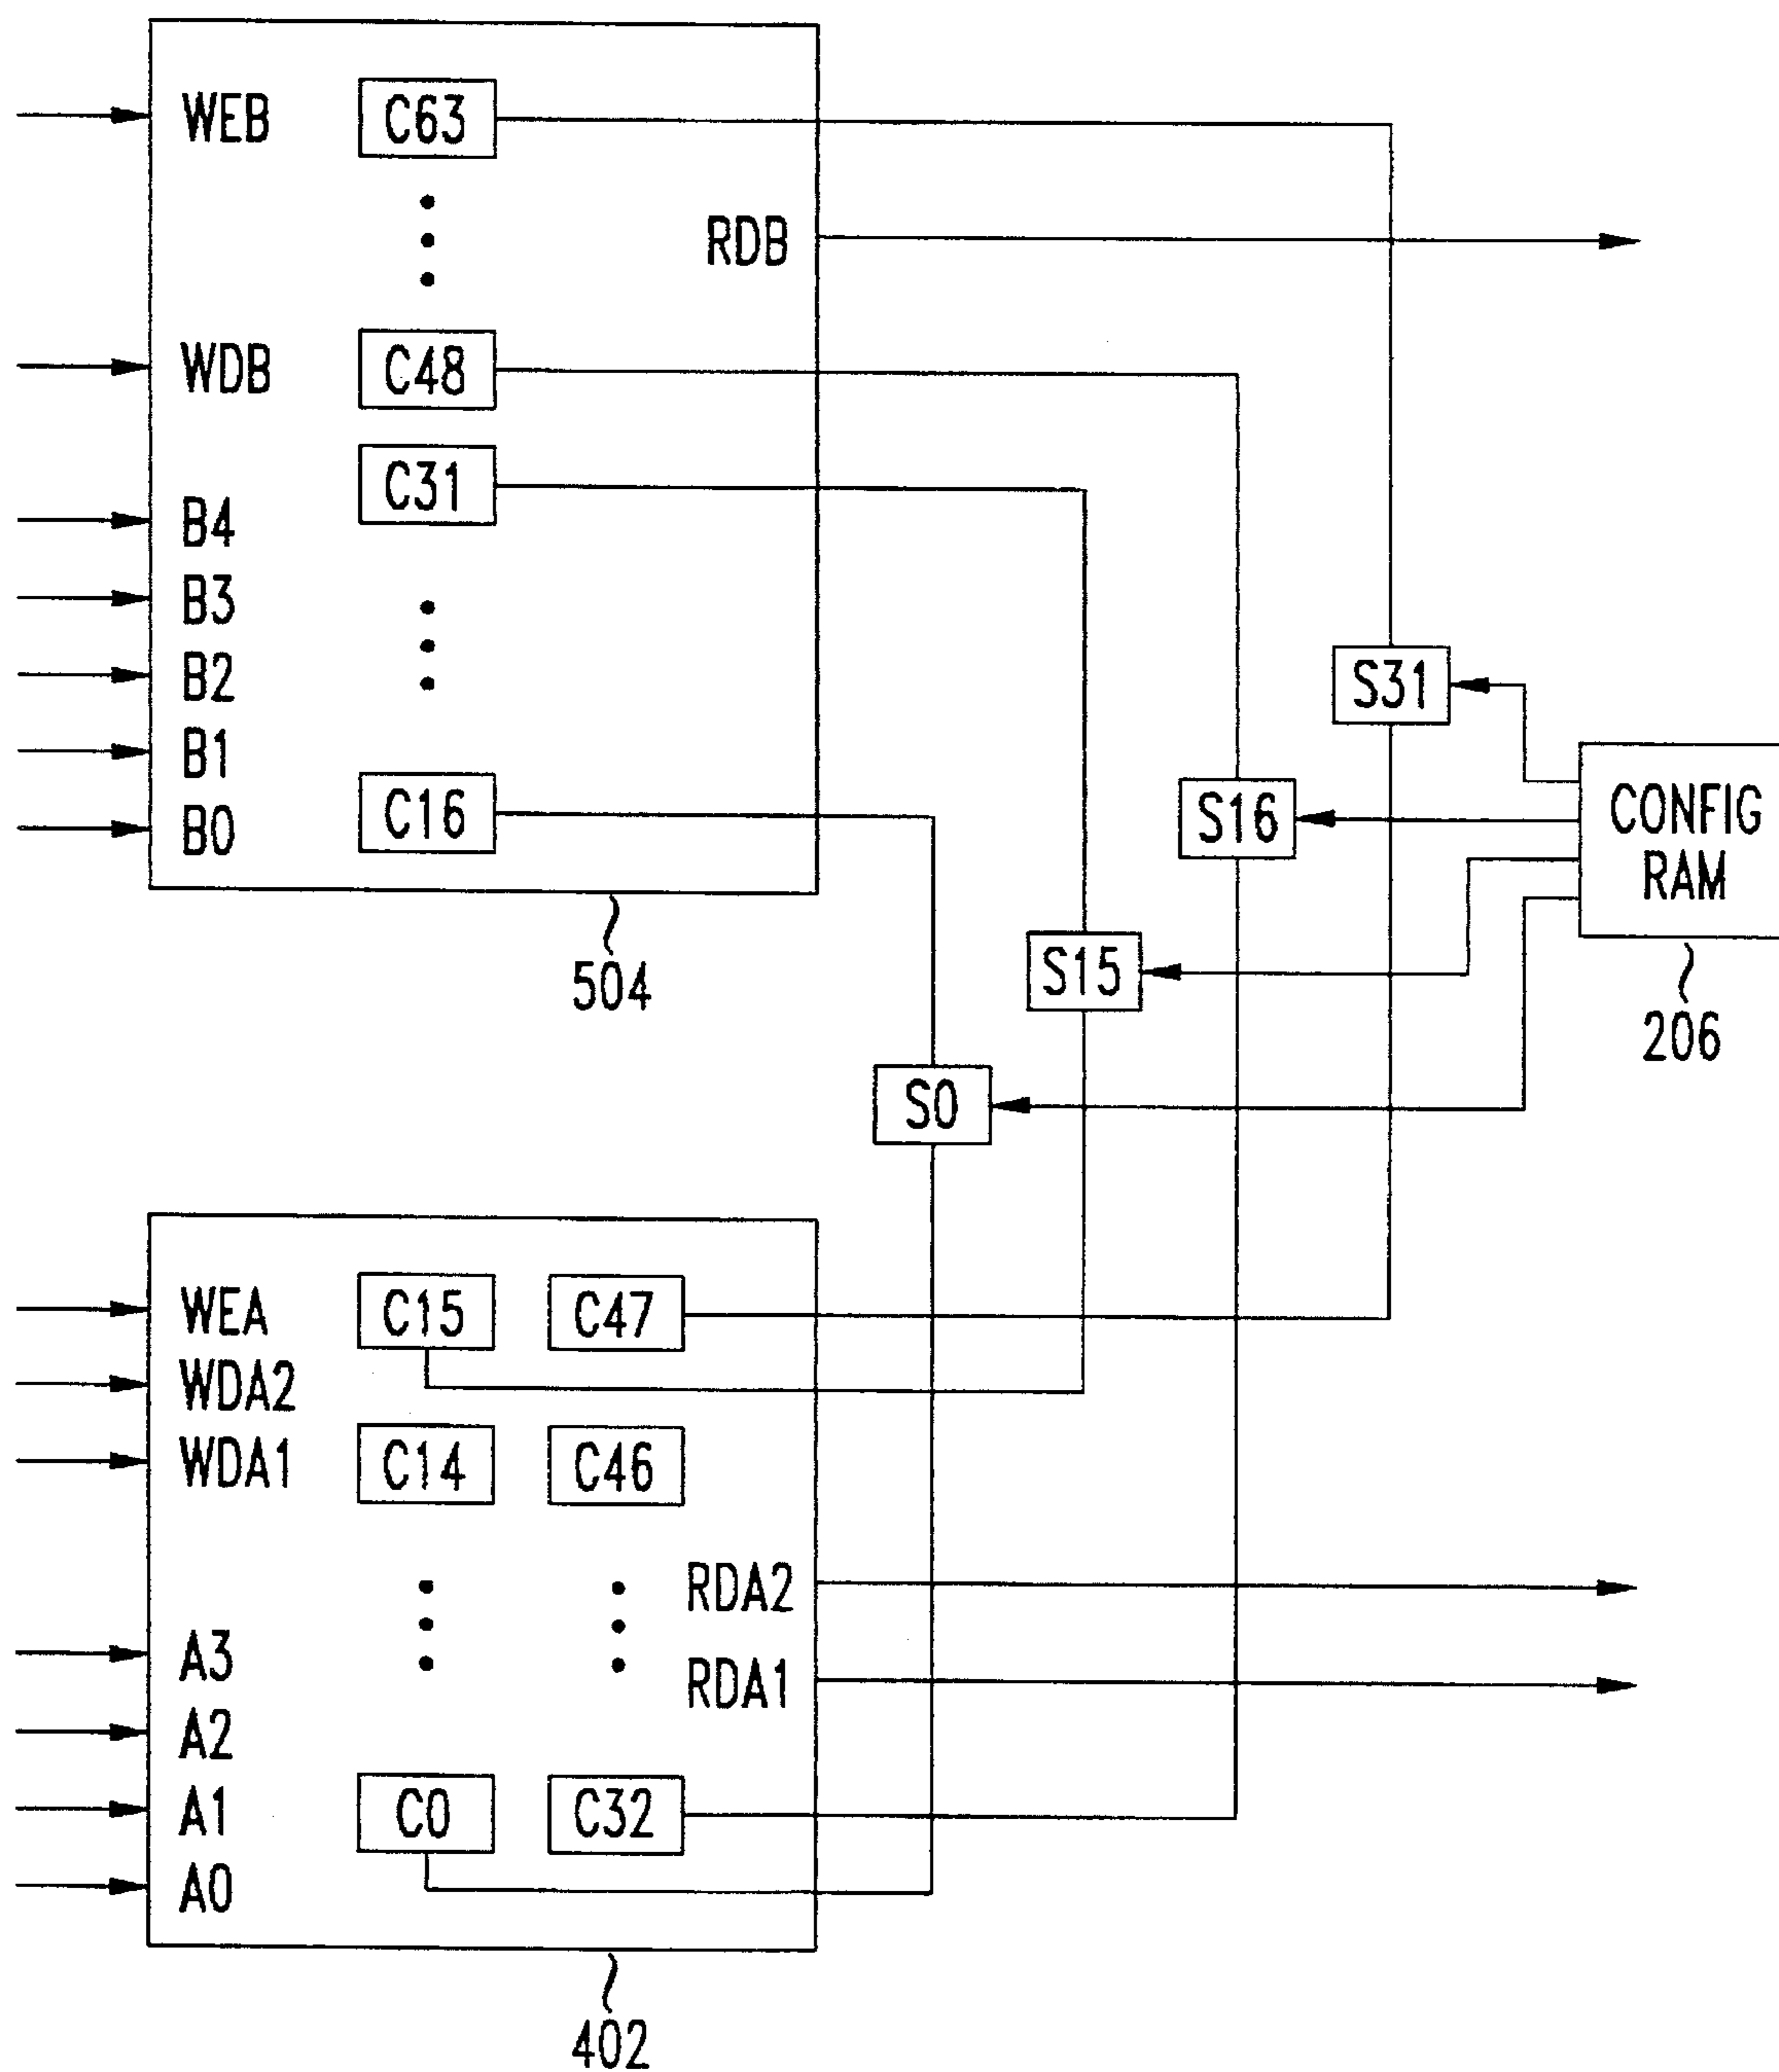 WEB
C63
RDB
WDB
C48
C31
B4
B3
B2
B1
B0
C16
504
S31
S16
S15
S0
CONFIG
RAM
206
WEA
C15
C47
WDA2
WDA1
C14
C46
RDA2
A3
RDA1
A2
A1
C0
C32
A0
402